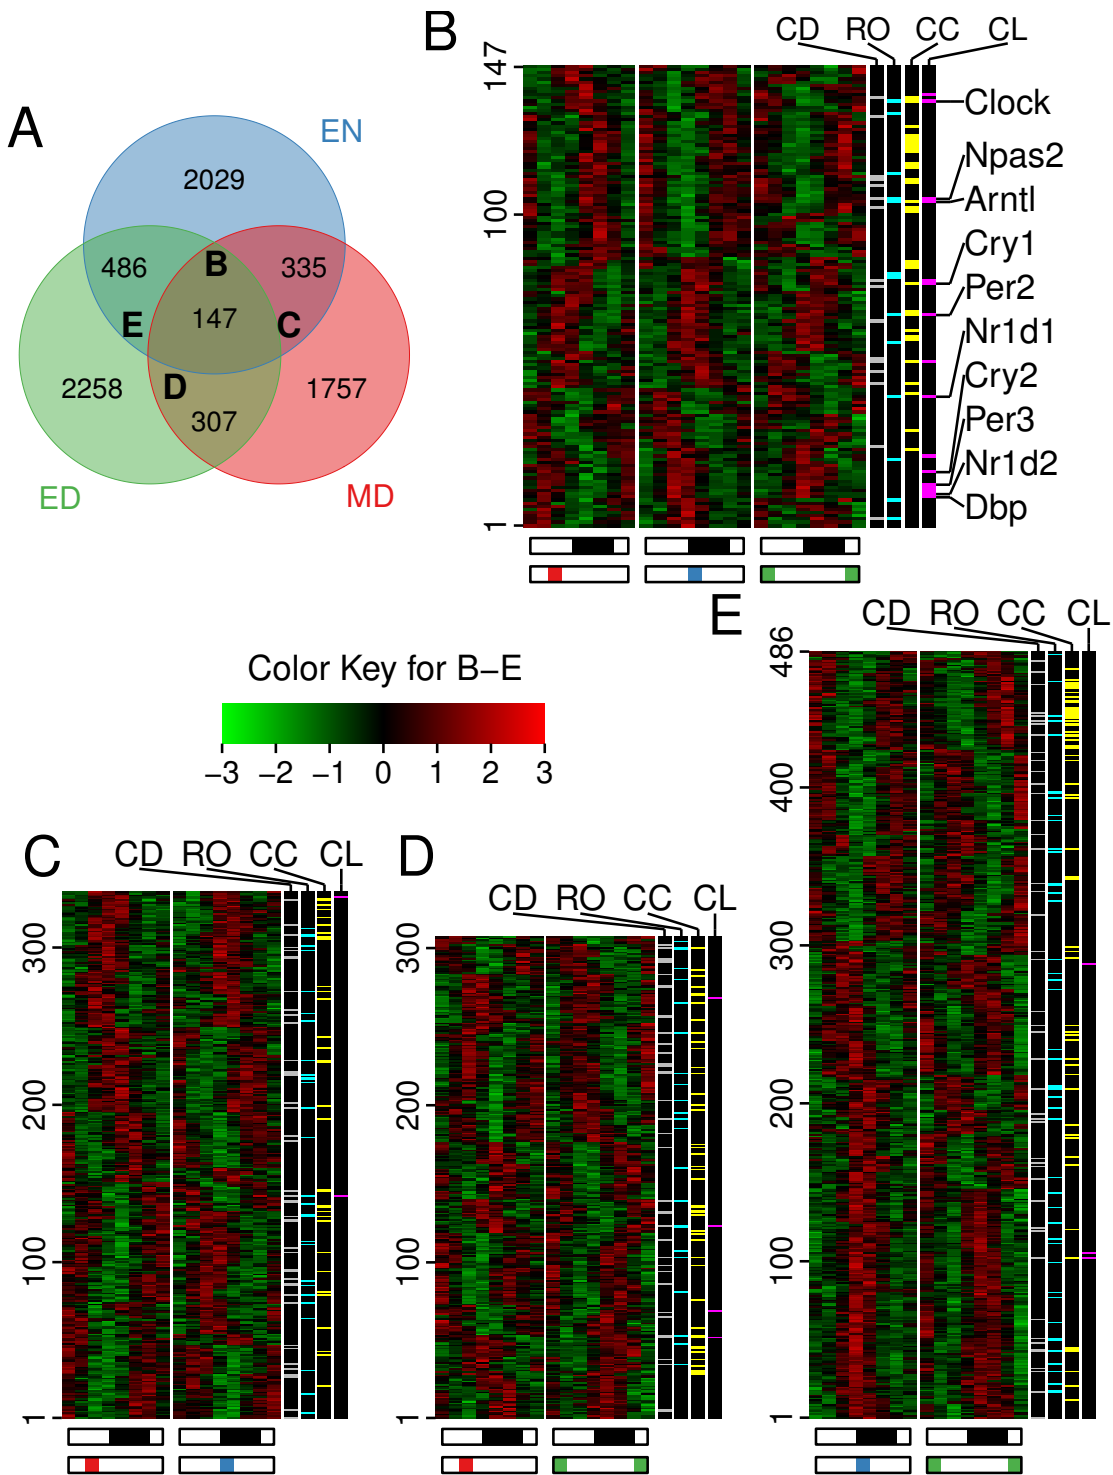 A
EN
2029
486
B
335
147
E
C
2258
D
1757
307
ED
MD
B
CD RO CC CL
147
100
1
Clock
Npas2
Arntl
Cry1
Per2
Nr1d1
Cry2
Per3
Nr1d2
Dbp
Color Key for B−E
−3 −2 −1 0 1 2 3
E
CD RO CC CL
486
400
300
200
100
1
C
CD RO CC CL
300
200
100
1
D
CD RO CC CL
300
200
100
1